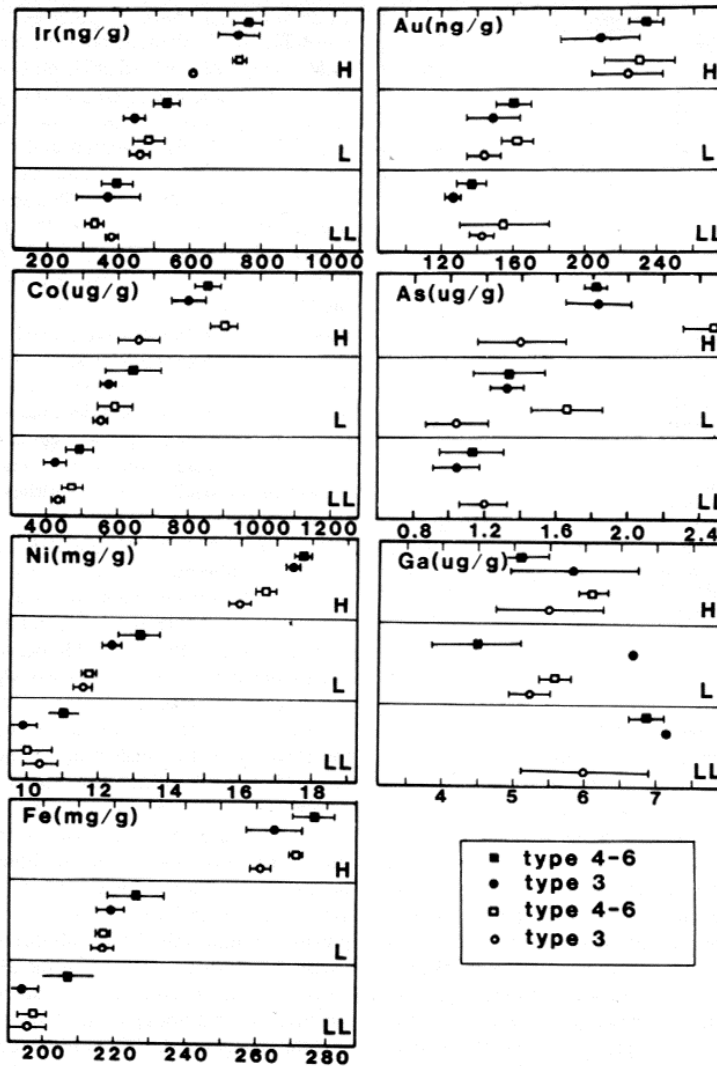 Ir(ng/g)
H
L
LL
200 400 600 800 1000
Au(ng/g)
H
L
LL
120 160 200 240
Co(ug/g)
H
L
LL
400 600 800 1000 1200
As(ug/g)
H
L
LL
0.8 1.2 1.6 2.0 2.4
Ni(mg/g)
H
L
LL
10 12 14 16 18
Ga(ug/g)
H
L
LL
4 5 6 7
Fe(mg/g)
H
L
LL
200 220 240 260 280
type 4-6
type 3
type 4-6
type 3